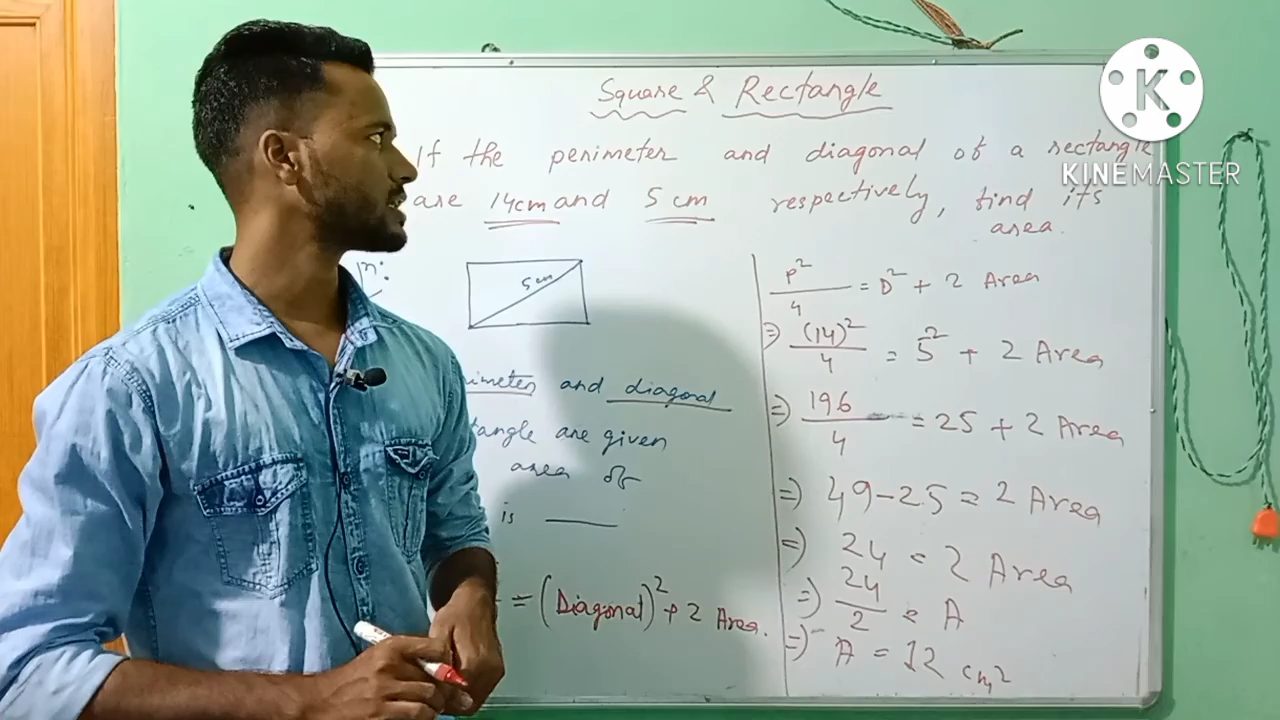 Square & Rectangle
If the perimeter and diagonal of a rectangle
are 14cm and 5 cm respectively, find its
area.
5cm
and diagonal
are given
area of
is
= (Diagonal)² + 2 Area.
P²/4 = D² + 2 Area
⇒ (14)²/4 = 5² + 2 Area
⇒ 196/4 = 25 + 2 Area
⇒ 49-25 = 2 Area
⇒ 24 = 2 Area
⇒ 24/2 = A
⇒ A = 12 cm²
K
KINEMASTER